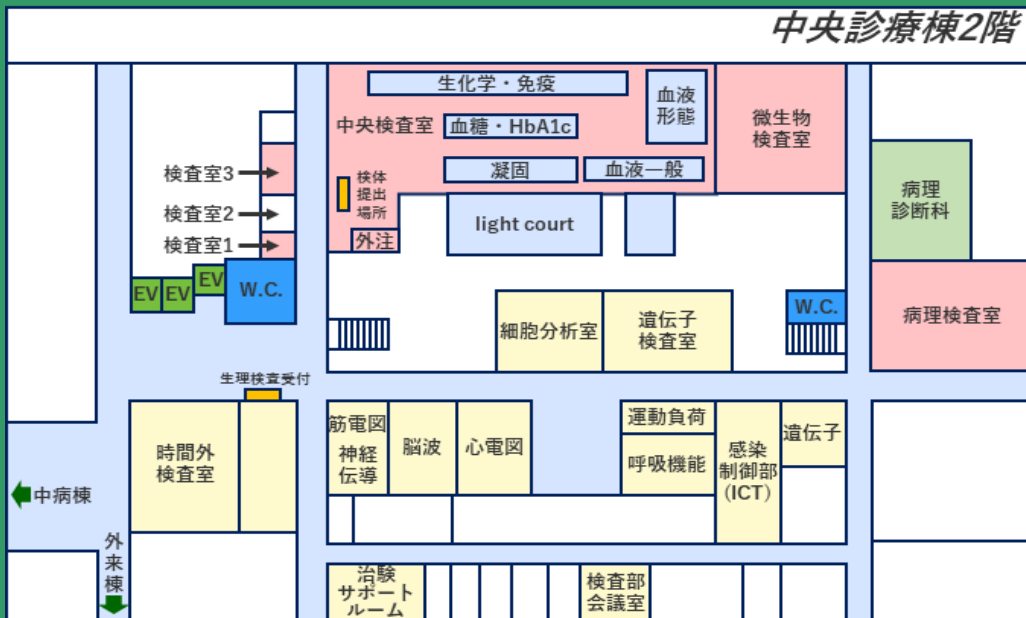 中央診療棟2階
生化学・免疫
血液
形態
中央検査室
血糖・HbA1c
微生物
検査室
凝固
血液一般
検査室3
検体
提出
場所
検査室2
検査室1
外注
light court
病理
診断科
EV
EV
EV
W.C.
W.C.
細胞分析室
遺伝子
検査室
病理検査室
生理検査受付
時間外
検査室
筋電図
神経
伝導
脳波
心電図
運動負荷
呼吸機能
感染
制御部
(ICT)
遺伝子
中病棟
外
来
棟
治験
サポート
ルーム
検査部
会議室